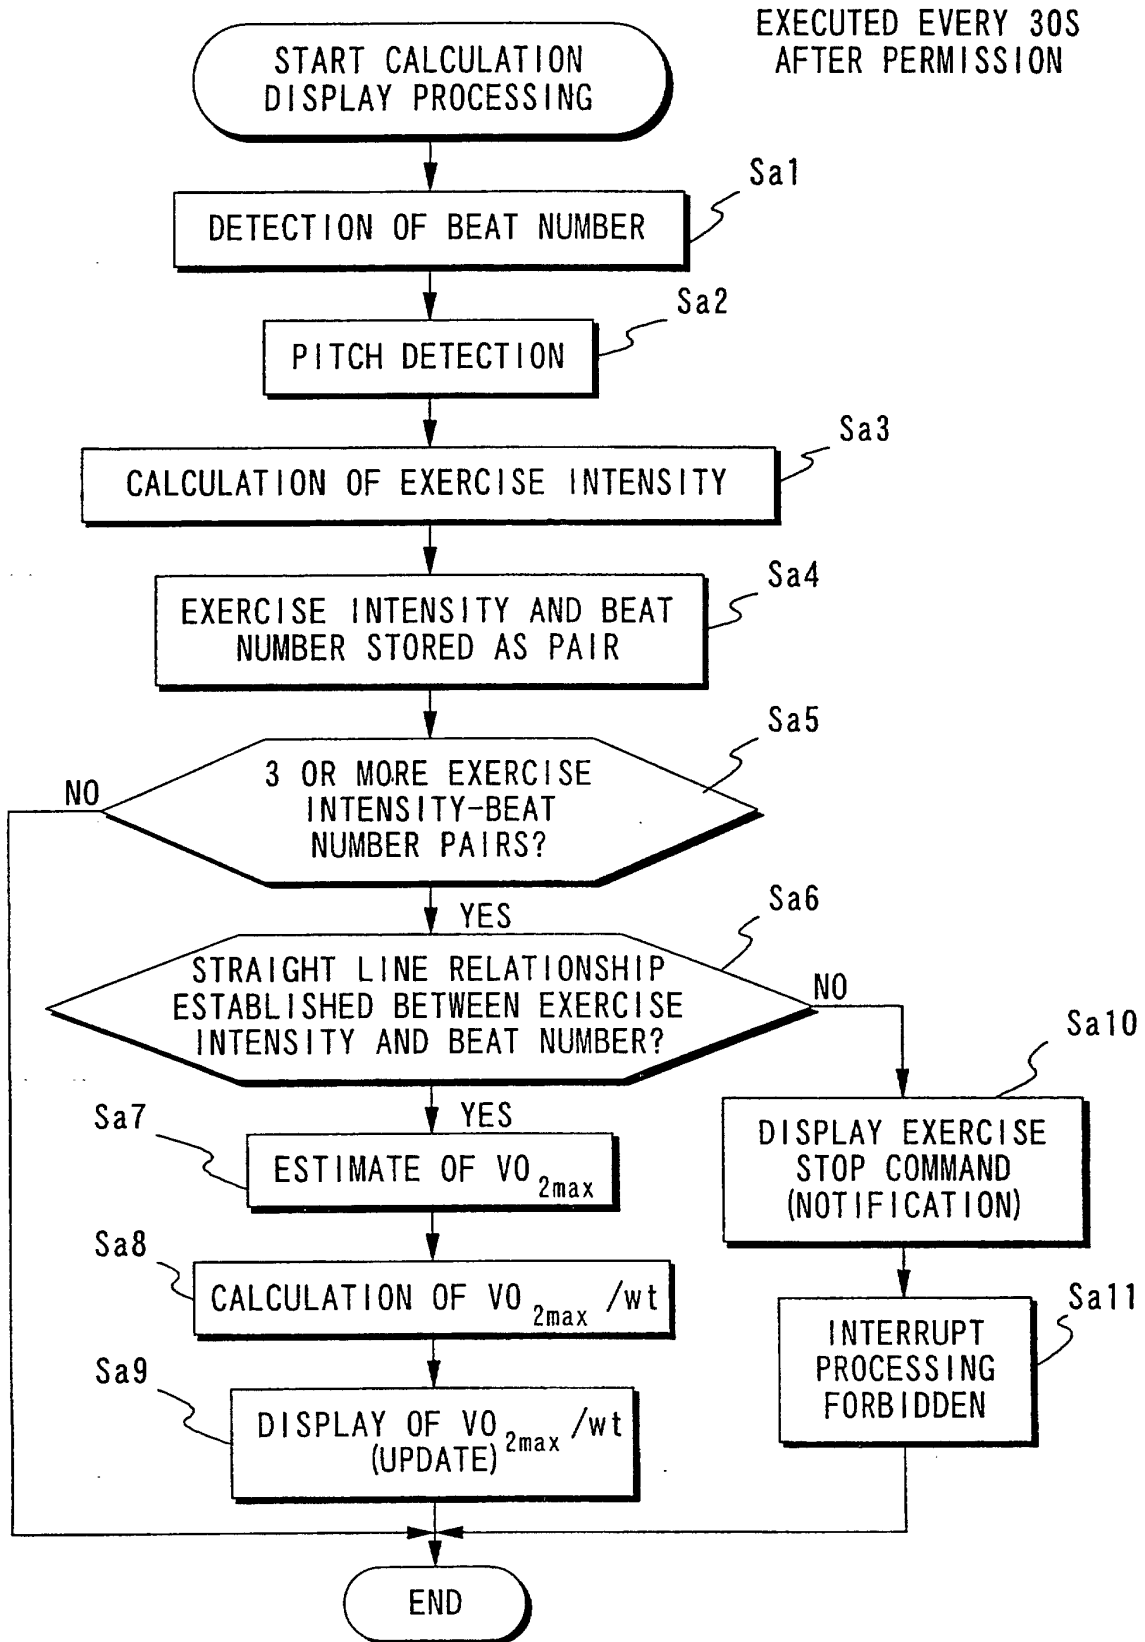 EXECUTED EVERY 30S
AFTER PERMISSION
START CALCULATION
DISPLAY PROCESSING
Sa1
DETECTION OF BEAT NUMBER
Sa2
PITCH DETECTION
Sa3
CALCULATION OF EXERCISE INTENSITY
Sa4
EXERCISE INTENSITY AND BEAT
NUMBER STORED AS PAIR
Sa5
3 OR MORE EXERCISE
INTENSITY-BEAT
NUMBER PAIRS?
NO
YES
Sa6
STRAIGHT LINE RELATIONSHIP
ESTABLISHED BETWEEN EXERCISE
INTENSITY AND BEAT NUMBER?
NO
YES
Sa7
ESTIMATE OF VO2max
Sa10
DISPLAY EXERCISE
STOP COMMAND
(NOTIFICATION)
Sa8
CALCULATION OF VO2max /wt
Sa11
INTERRUPT
PROCESSING
FORBIDDEN
Sa9
DISPLAY OF VO2max /wt
(UPDATE)
END